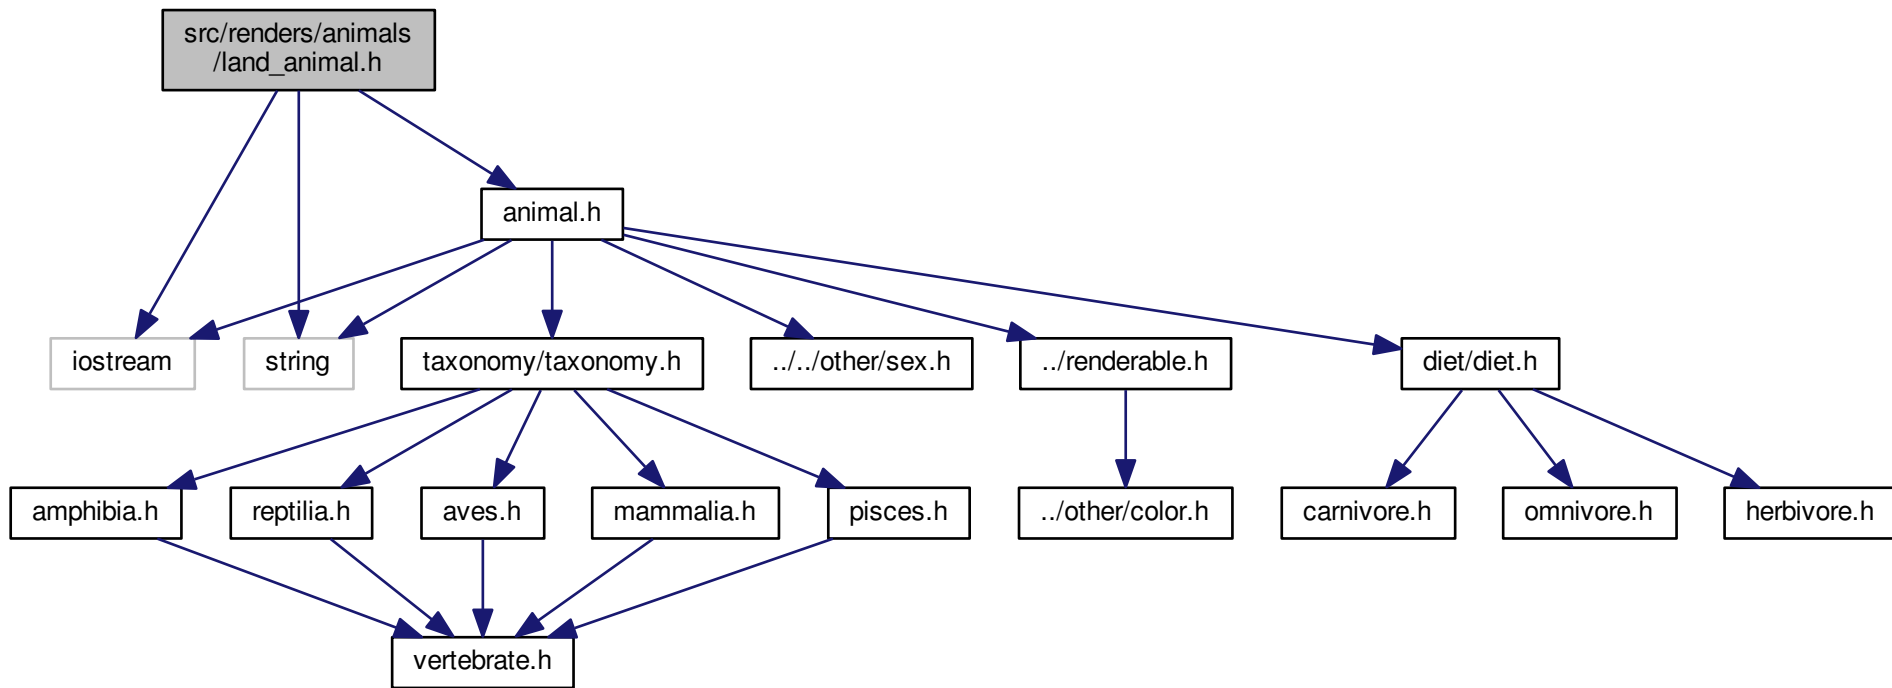 src/renders/animals
/land_animal.h
animal.h
iostream
string
taxonomy/taxonomy.h
../../other/sex.h
../renderable.h
diet/diet.h
amphibia.h
reptilia.h
aves.h
mammalia.h
pisces.h
../other/color.h
carnivore.h
omnivore.h
herbivore.h
vertebrate.h